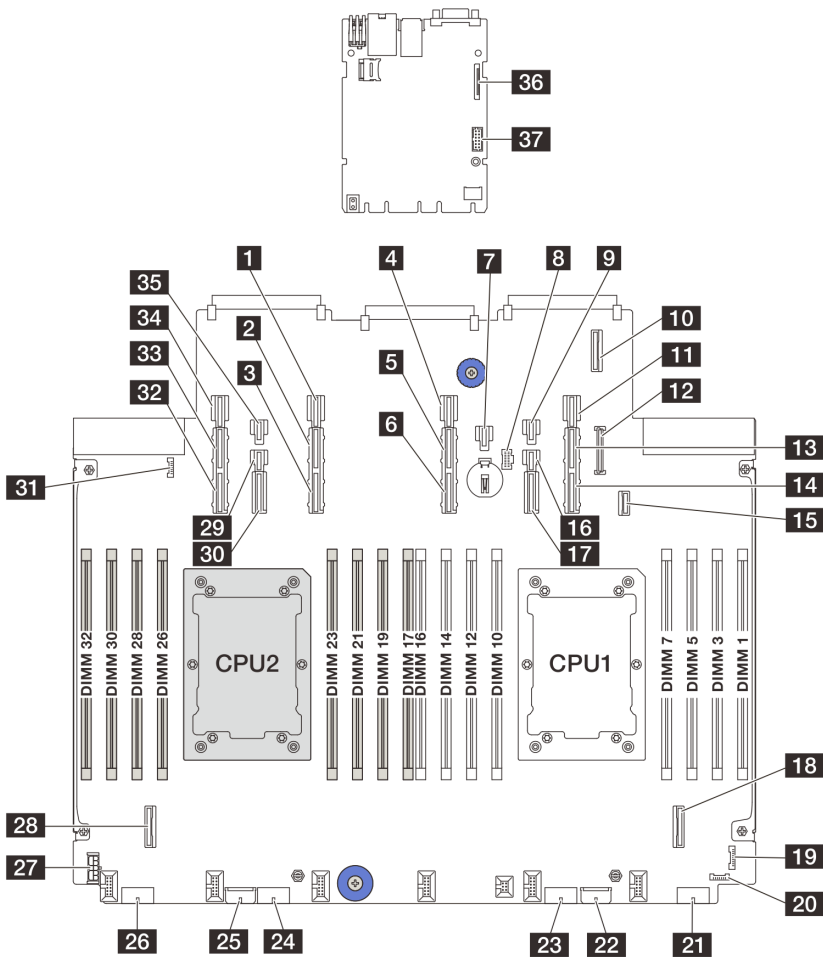 36
37
1
4
7
8
9
35
34
2
10
33
3
5
11
32
6
12
13
31
14
29
16
15
30
17
DIMM 32
DIMM 30
DIMM 28
DIMM 26
CPU2
DIMM 23
DIMM 21
DIMM 19
DIMM 17
DIMM 16
DIMM 14
DIMM 12
DIMM 10
CPU1
DIMM 7
DIMM 5
DIMM 3
DIMM 1
18
28
19
27
20
26
25
24
23
22
21